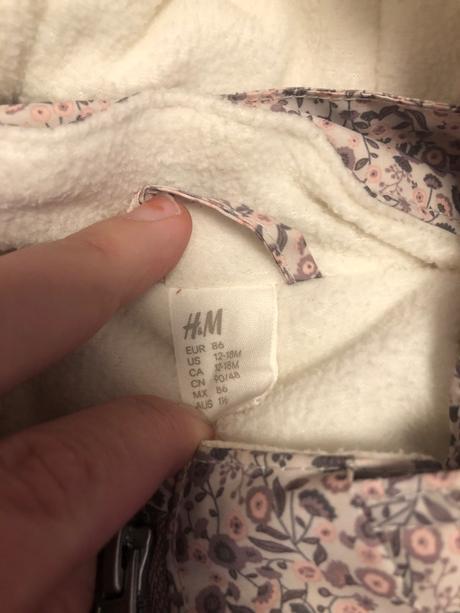 H&M
EUR 86
US 12-18M
CA 12-18M
CN 90/48
MX 86
AUS 1½